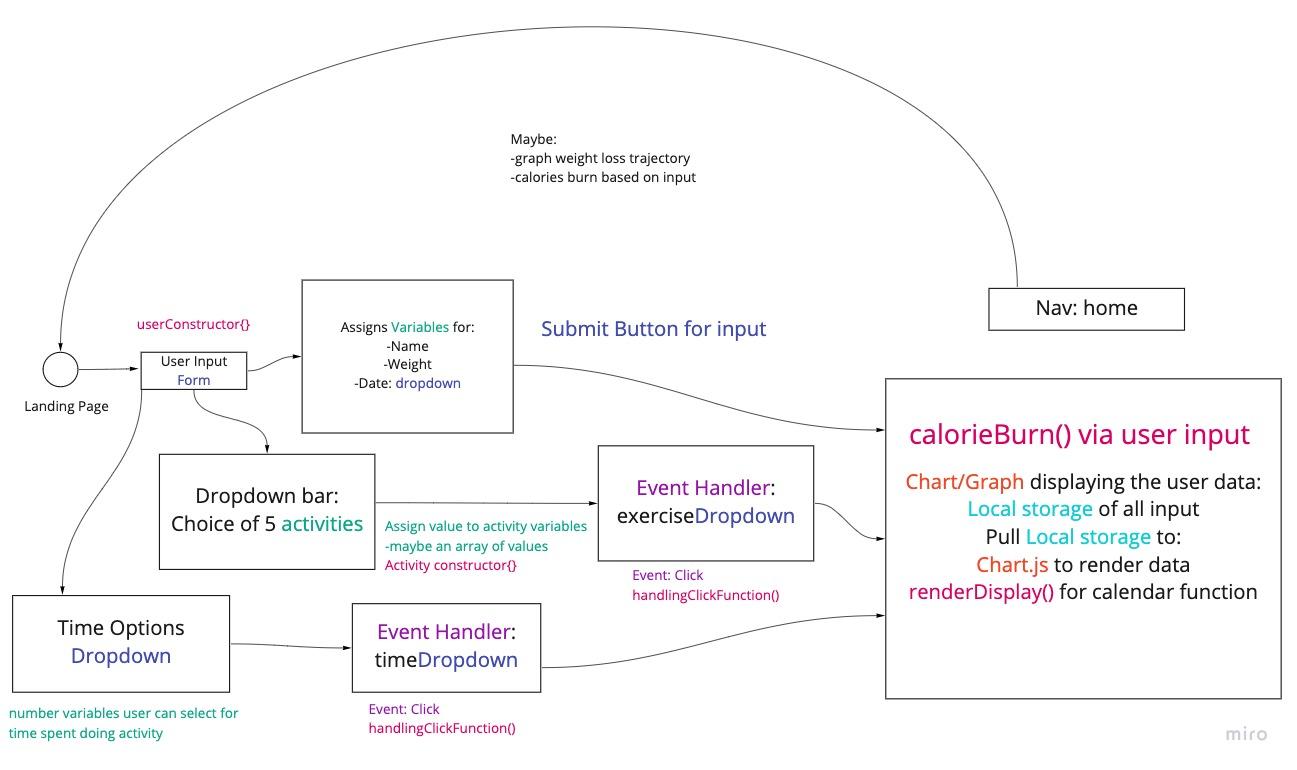 Maybe:
-graph weight loss trajectory
-calories burn based on input
Nav: home
userConstructor{}
Landing Page
User Input
Form
Assigns Variables for:
-Name
-Weight
-Date: dropdown
Submit Button for input
Dropdown bar:
Choice of 5 activities
Assign value to activity variables
-maybe an array of values
Activity constructor{}
Event Handler:
exerciseDropdown
Event: Click
handlingClickFunction()
Time Options
Dropdown
number variables user can select for
time spent doing activity
Event Handler:
timeDropdown
Event: Click
handlingClickFunction()
calorieBurn() via user input
Chart/Graph displaying the user data:
Local storage of all input
Pull Local storage to:
Chart.js to render data
renderDisplay() for calendar function
miro